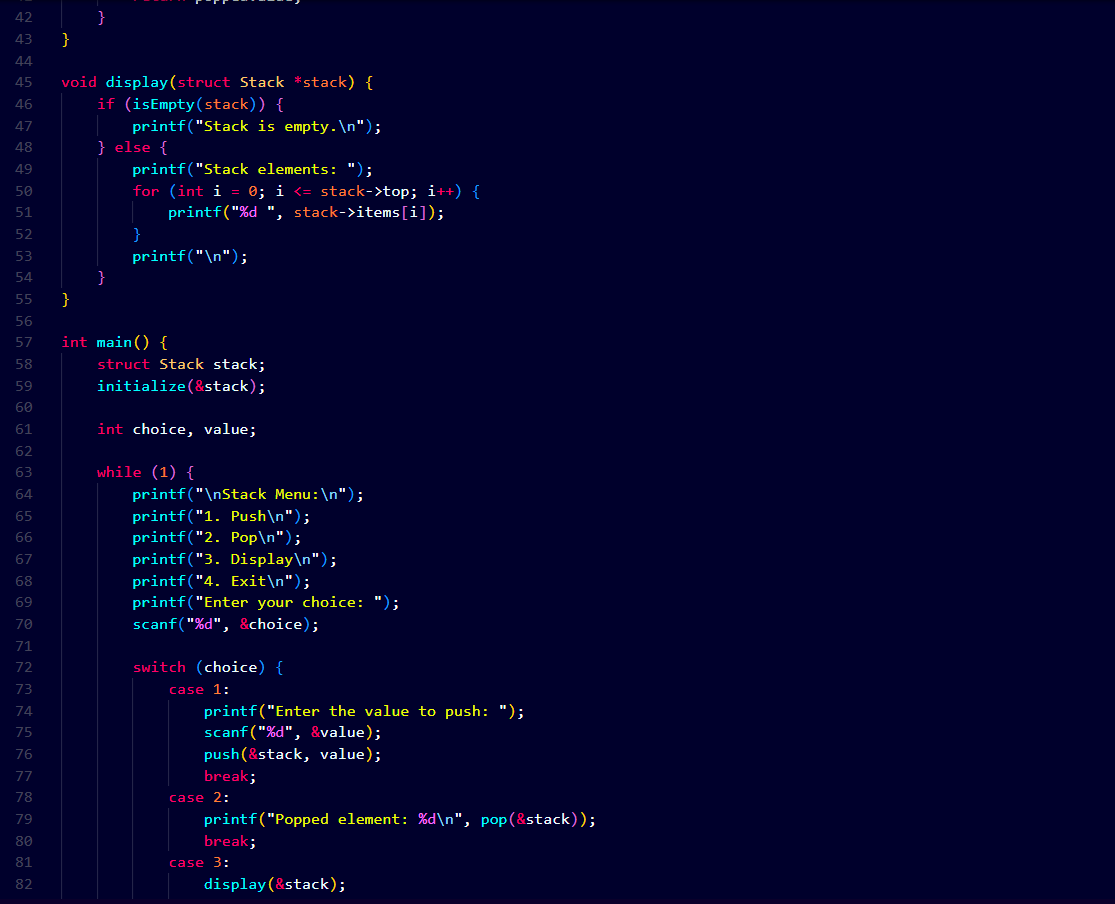 42 }
43 }
44
45 void display(struct Stack *stack) {
46 if (isEmpty(stack)) {
47 printf("Stack is empty.\n");
48 } else {
49 printf("Stack elements: ");
50 for (int i = 0; i <= stack->top; i++) {
51 printf("%d ", stack->items[i]);
52 }
53 printf("\n");
54 }
55 }
56
57 int main() {
58 struct Stack stack;
59 initialize(&stack);
60
61 int choice, value;
62
63 while (1) {
64 printf("\nStack Menu:\n");
65 printf("1. Push\n");
66 printf("2. Pop\n");
67 printf("3. Display\n");
68 printf("4. Exit\n");
69 printf("Enter your choice: ");
70 scanf("%d", &choice);
71
72 switch (choice) {
73 case 1:
74 printf("Enter the value to push: ");
75 scanf("%d", &value);
76 push(&stack, value);
77 break;
78 case 2:
79 printf("Popped element: %d\n", pop(&stack));
80 break;
81 case 3:
82 display(&stack);